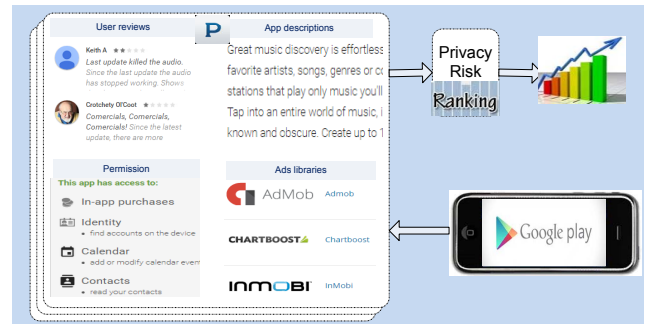 User reviews
P
App descriptions
Keith A
Last update killed the audio.
Since the last update the audio
has stopped working. Shows
Crotchety Ol'Coot
Comercials, Comercials,
Comercials! Since the latest
update, there are more
Great music discovery is effortless
favorite artists, songs, genres or cc
stations that play only music you'll
Tap into an entire world of music, i
known and obscure. Create up to 1
Permission
This app has access to:
In-app purchases
Identity
• find accounts on the device
Calendar
• add or modify calendar even
Contacts
• read your contacts
Ads libraries
AdMob
Admob
CHARTBOOST
Chartboost
INMOBI
InMobi
Privacy
Risk
Ranking
Google play